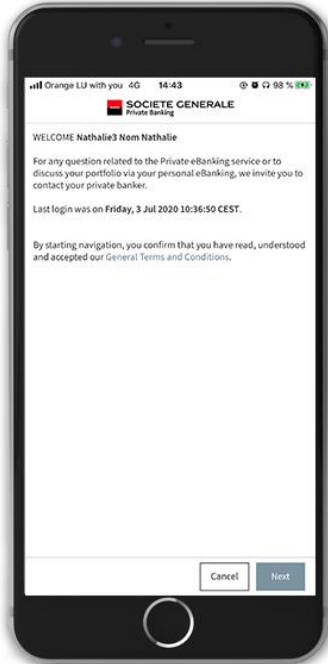 Orange LU with you 4G 14:43 98 %
SOCIETE GENERALE
Private Banking
WELCOME Nathalie3 Nom Nathalie
For any question related to the Private eBanking service or to
discuss your portfolio via your personal eBanking, we invite you to
contact your private banker.
Last login was on Friday, 3 Jul 2020 10:36:50 CEST.
By starting navigation, you confirm that you have read, understood
and accepted our General Terms and Conditions.
Cancel Next